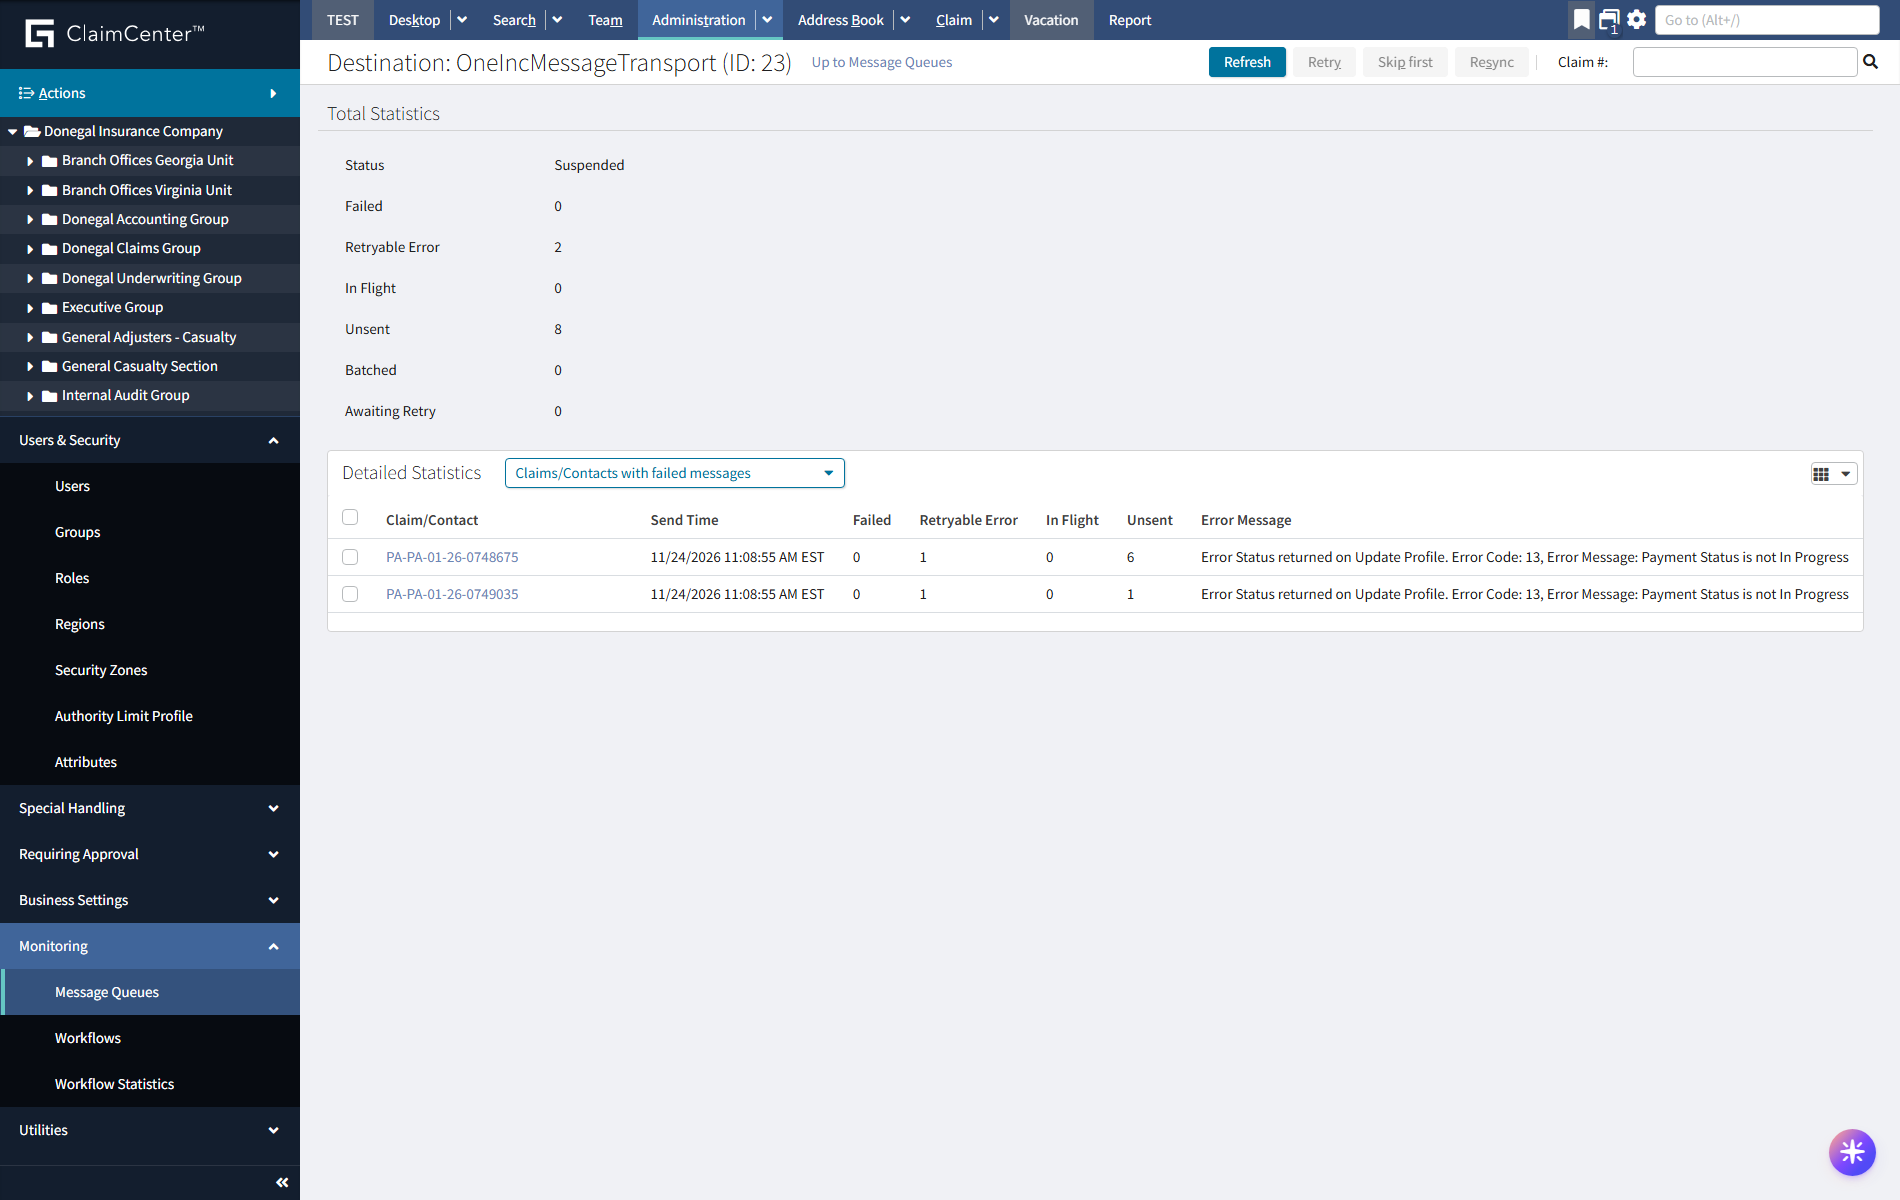 ClaimCenter™
TEST
Desktop
Search
Team
Administration
Address Book
Claim
Vacation
Report
1
Go to (Alt+/)
Destination: OneIncMessageTransport (ID: 23)
Up to Message Queues
Refresh
Retry
Skip first
Resync
Claim #:
Actions
Donegal Insurance Company
Branch Offices Georgia Unit
Branch Offices Virginia Unit
Donegal Accounting Group
Donegal Claims Group
Donegal Underwriting Group
Executive Group
General Adjusters - Casualty
General Casualty Section
Internal Audit Group
Users & Security
Users
Groups
Roles
Regions
Security Zones
Authority Limit Profile
Attributes
Special Handling
Requiring Approval
Business Settings
Monitoring
Message Queues
Workflows
Workflow Statistics
Utilities
Total Statistics
Status Suspended
Failed 0
Retryable Error 2
In Flight 0
Unsent 8
Batched 0
Awaiting Retry 0
Detailed Statistics Claims/Contacts with failed messages
Claim/Contact Send Time Failed Retryable Error In Flight Unsent Error Message
PA-PA-01-26-0748675 11/24/2026 11:08:55 AM EST 0 1 0 6 Error Status returned on Update Profile. Error Code: 13, Error Message: Payment Status is not In Progress
PA-PA-01-26-0749035 11/24/2026 11:08:55 AM EST 0 1 0 1 Error Status returned on Update Profile. Error Code: 13, Error Message: Payment Status is not In Progress